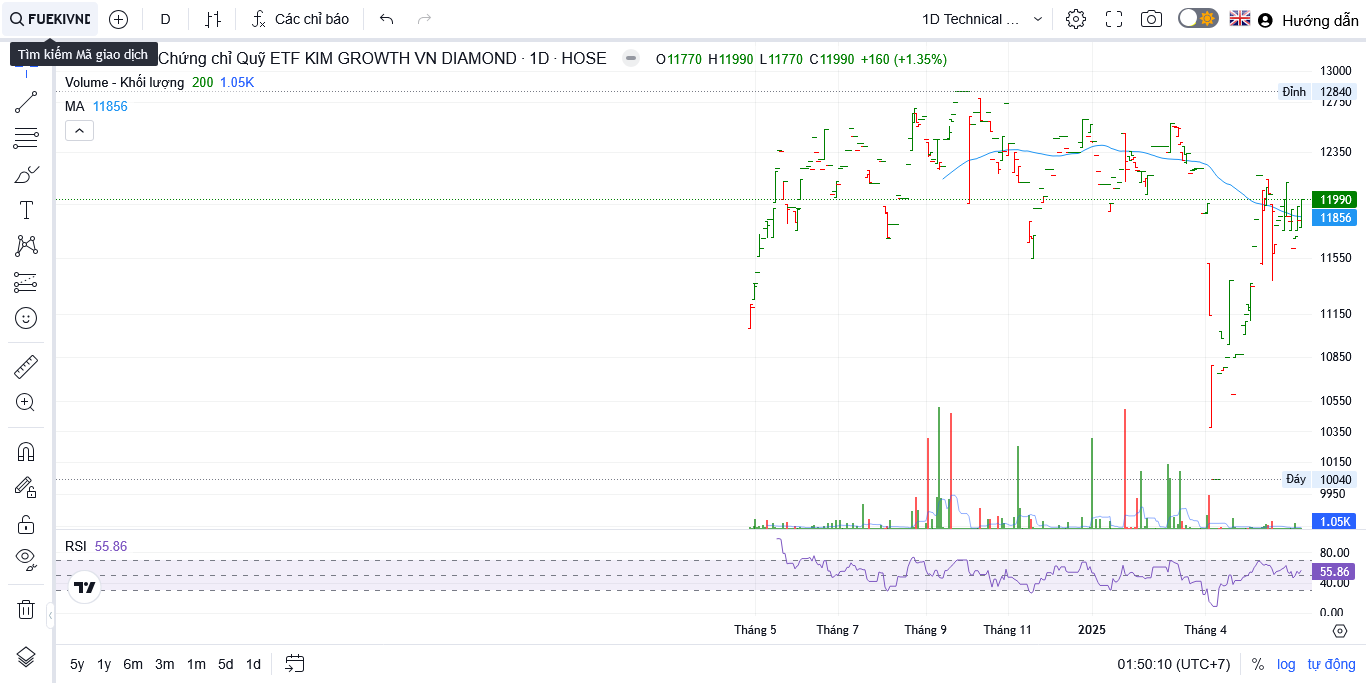 FUEKIVND
D
Các chỉ báo
1D Technical ...
Hướng dẫn
Tìm kiếm Mã giao dịch
Chứng chỉ Quỹ ETF KIM GROWTH VN DIAMOND · 1D · HOSE
O11770 H11990 L11770 C11990 +160 (+1.35%)
Volume - Khối lượng 200 1.05K
MA 11856
13000
Đỉnh 12840
12750
12350
11990
11856
11550
11150
10850
10550
10350
10150
Đáy 10040
9950
1.05K
RSI 55.86
80.00
55.86
40.00
0.00
Tháng 5 Tháng 7 Tháng 9 Tháng 11 2025 Tháng 4
5y 1y 6m 3m 1m 5d 1d
01:50:10 (UTC+7) % log tự động